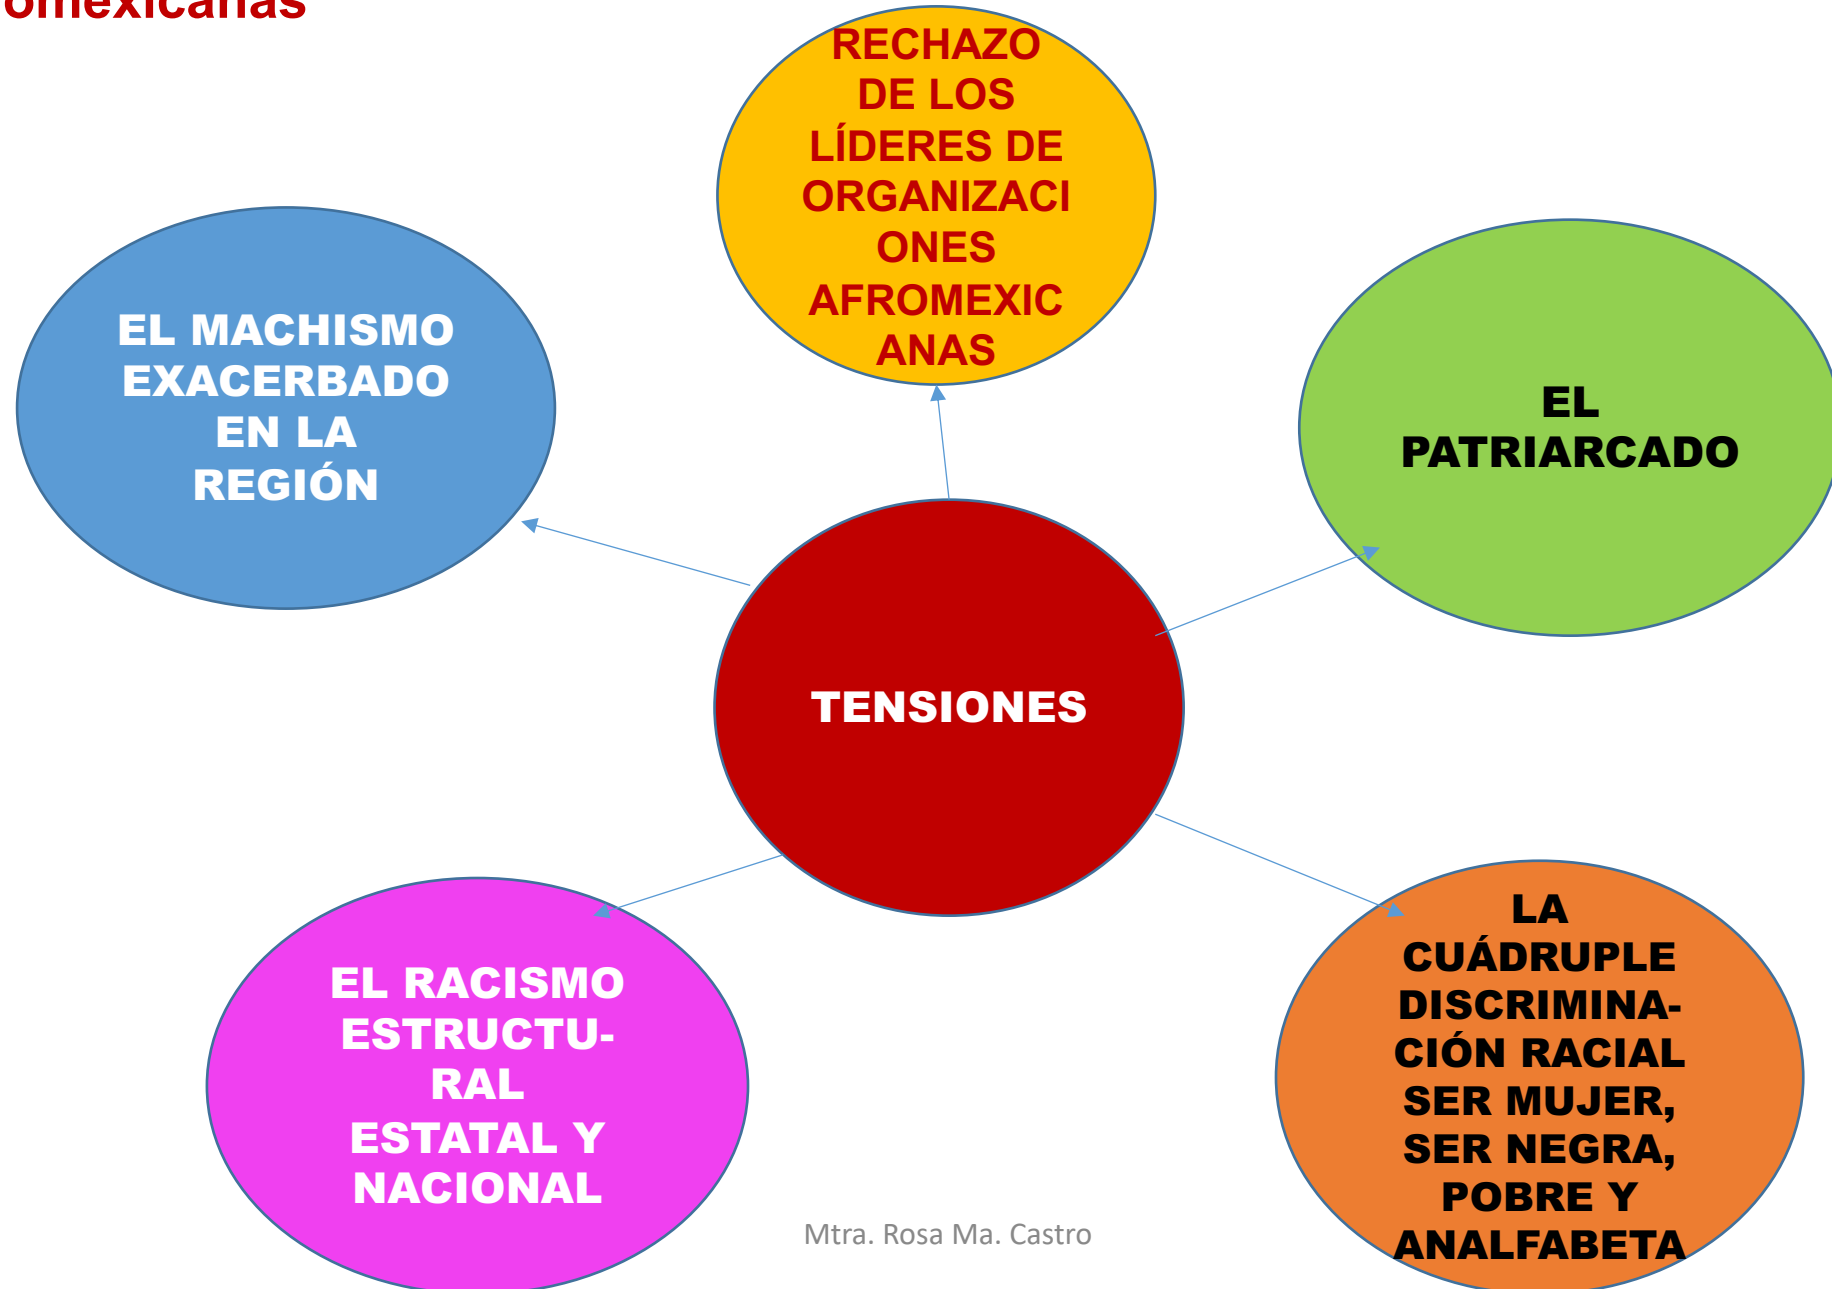 omexicanas
RECHAZO
DE LOS
LÍDERES DE
ORGANIZACI
ONES
AFROMEXIC
ANAS
EL MACHISMO
EXACERBADO
EN LA
REGIÓN
EL
PATRIARCADO
TENSIONES
EL RACISMO
ESTRUCTU-
RAL
ESTATAL Y
NACIONAL
LA
CUÁDRUPLE
DISCRIMINA-
CIÓN RACIAL
SER MUJER,
SER NEGRA,
POBRE Y
ANALFABETA
Mtra. Rosa Ma. Castro